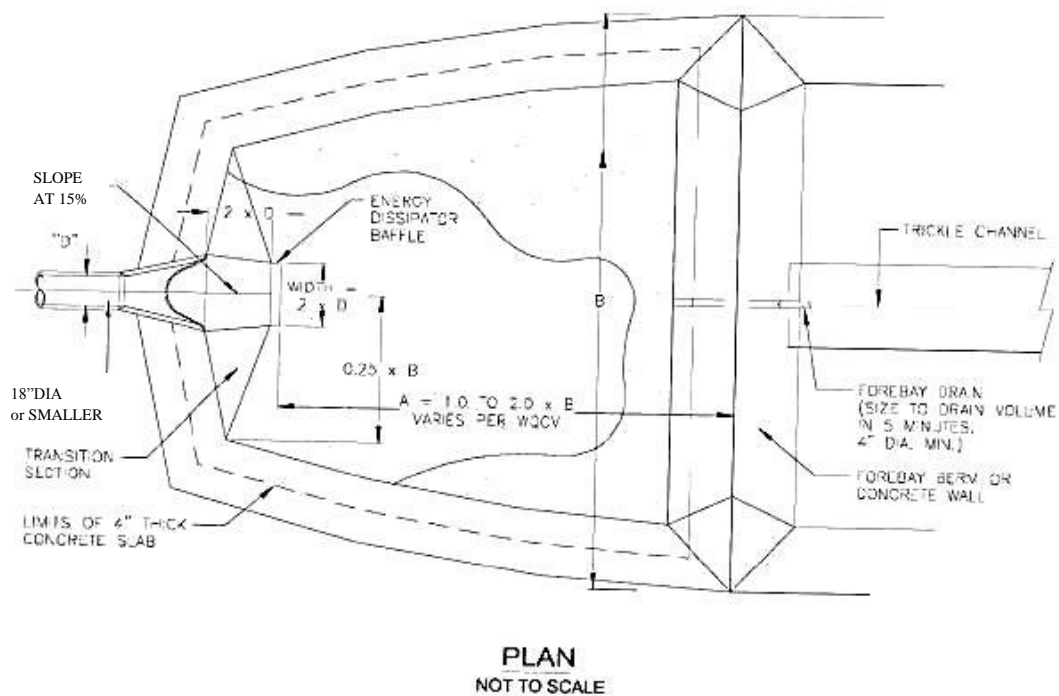 SLOPE
AT 15%
"D"
2 x D
ENERGY
DISSIPATOR
BAFFLE
TRICKLE CHANNEL
WIDTH =
2 x D
B
0.25 x B
18"DIA
or SMALLER
A = 1.0 TO 2.0 x B
VARIES PER WQCV
FOREBAY DRAIN
(SIZE TO DRAIN VOLUME
IN 5 MINUTES,
4" DIA. MIN.)
TRANSITION
SECTION
FOREBAY BERM OR
CONCRETE WALL
LIMITS OF 4" THICK
CONCRETE SLAB
PLAN
NOT TO SCALE